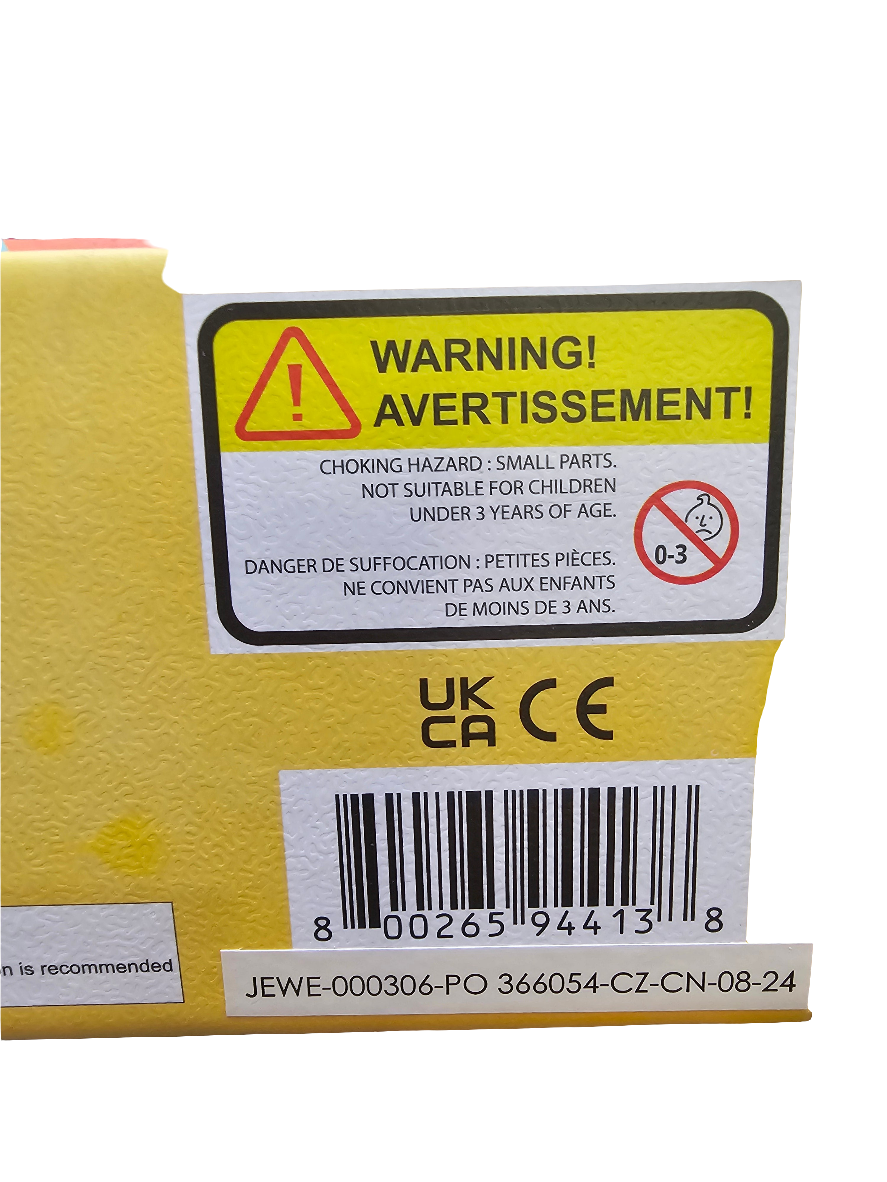 WARNING!
AVERTISSEMENT!
CHOKING HAZARD : SMALL PARTS.
NOT SUITABLE FOR CHILDREN
UNDER 3 YEARS OF AGE.
0-3
DANGER DE SUFFOCATION : PETITES PIÈCES.
NE CONVIENT PAS AUX ENFANTS
DE MOINS DE 3 ANS.
UK
CA CE
8 00265 94413 8
is recommended
JEWE-000306-PO 366054-CZ-CN-08-24